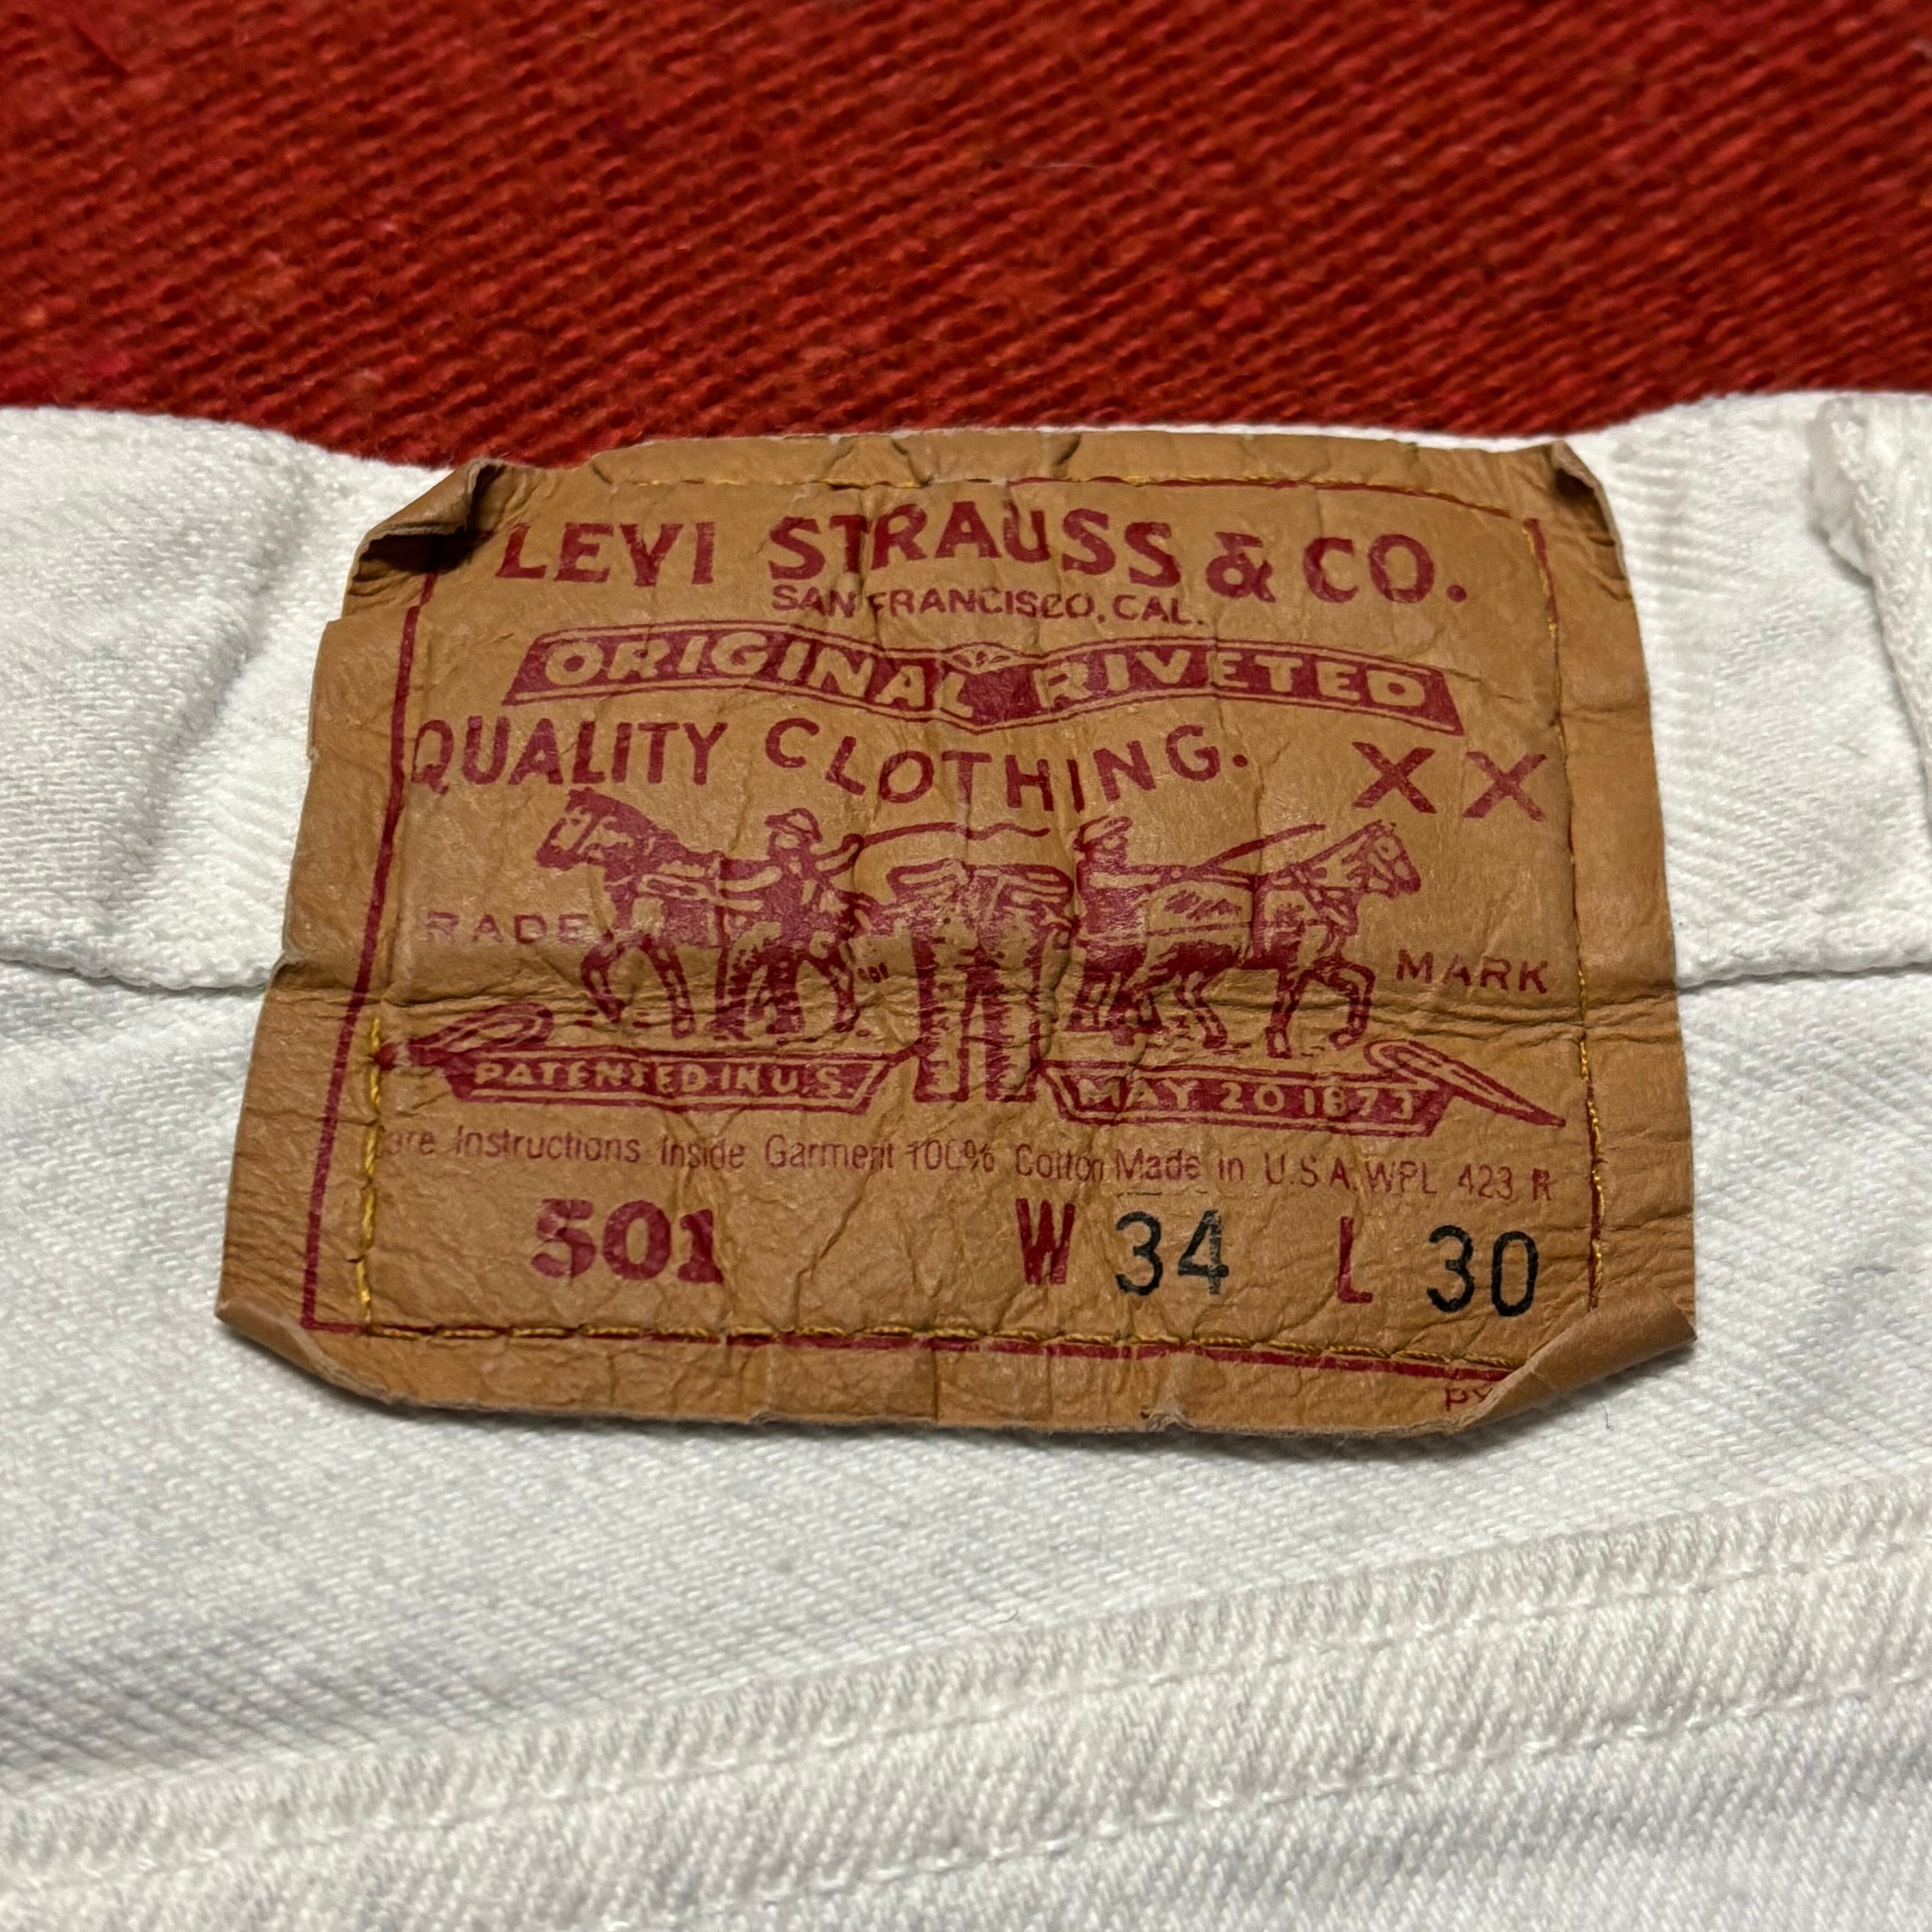 LEVI STRAUSS & CO.
SAN FRANCISCO, CAL.
ORIGINAL RIVETED
QUALITY CLOTHING.
XX
RADE MARK
PATENTED IN U.S. MAY 20 1873
are Instructions Inside Garment 100% Cotton Made in U.S.A. WPL 423 R
501 W 34 L 30